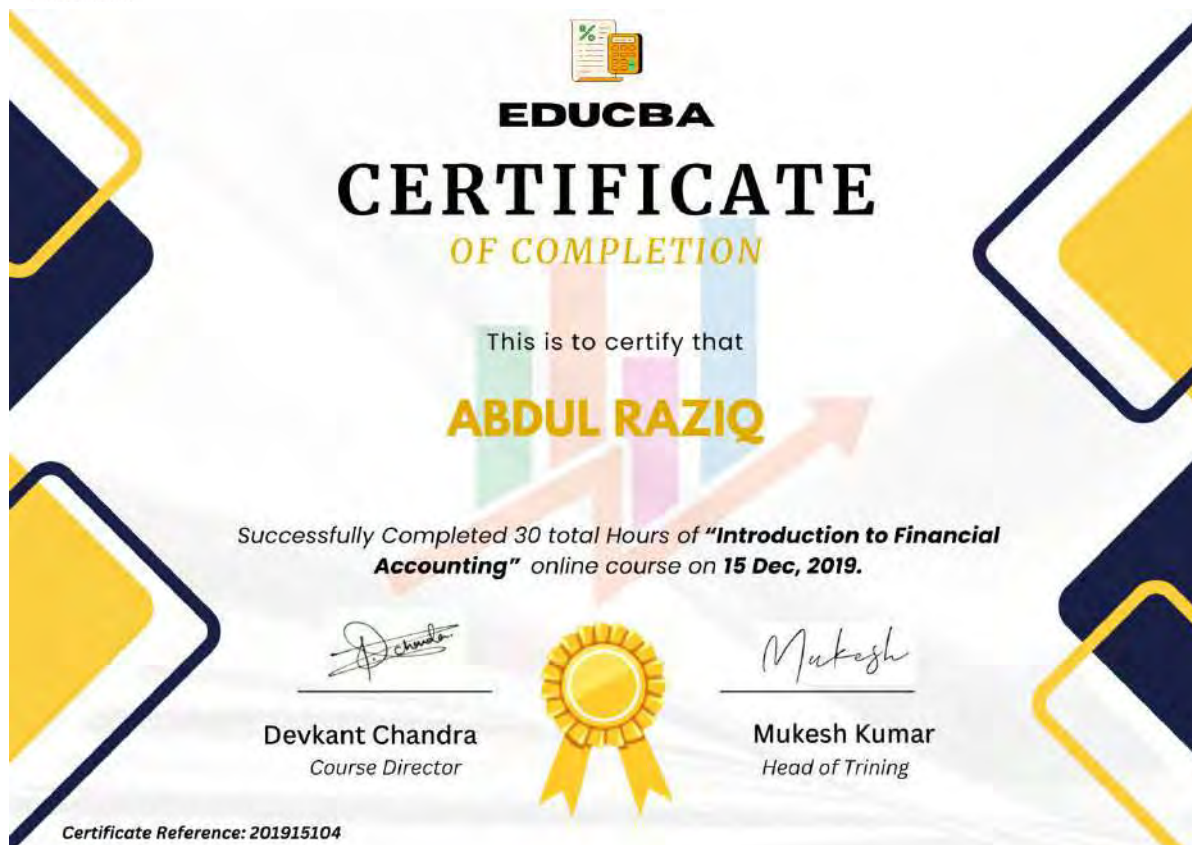 EDUCBA
CERTIFICATE
OF COMPLETION
This is to certify that
ABDUL RAZIQ
Successfully Completed 30 total Hours of “Introduction to Financial
Accounting” online course on 15 Dec, 2019.
D.chanda
Mukesh
Devkant Chandra
Mukesh Kumar
Course Director
Head of Trining
Certificate Reference: 201915104